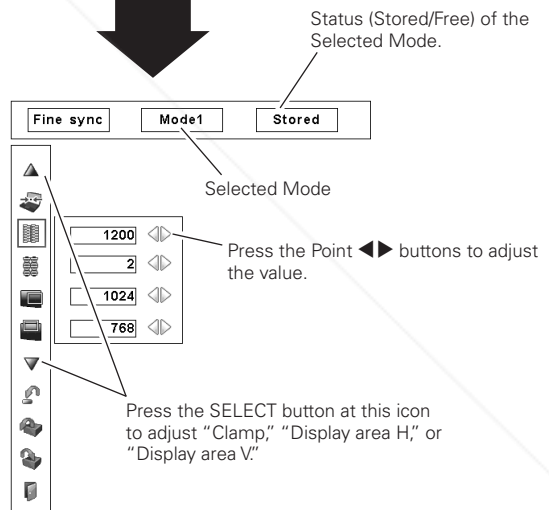 Status (Stored/Free) of the
Selected Mode.
Fine sync Mode1 Stored
Selected Mode
1200
2
1024
768
Press the Point ◀▶ buttons to adjust
the value.
Press the SELECT button at this icon
to adjust “Clamp,” “Display area H,” or
“Display area V.”